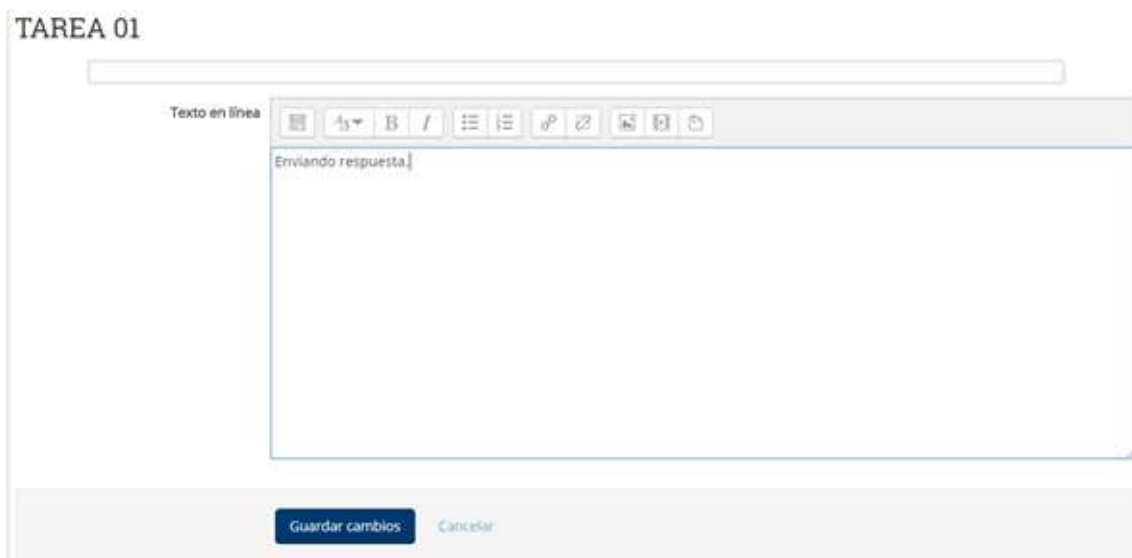 TAREA 01
Texto en línea
B I
Enviando respuesta.
Guardar cambios Cancelar